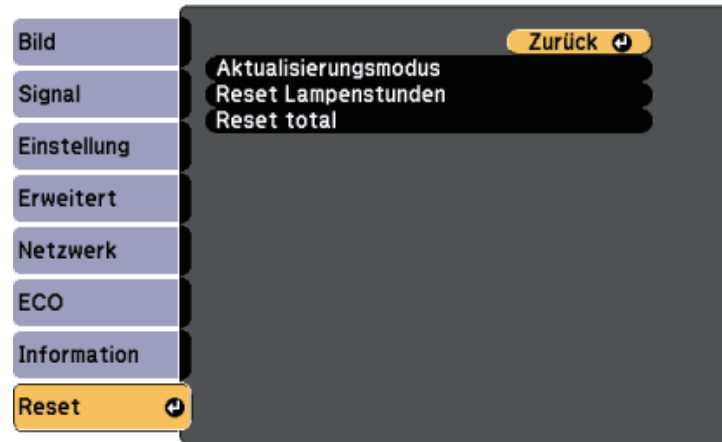 Bild
Signal
Einstellung
Erweitert
Netzwerk
ECO
Information
Reset
Zurück
Aktualisierungsmodus
Reset Lampenstunden
Reset total